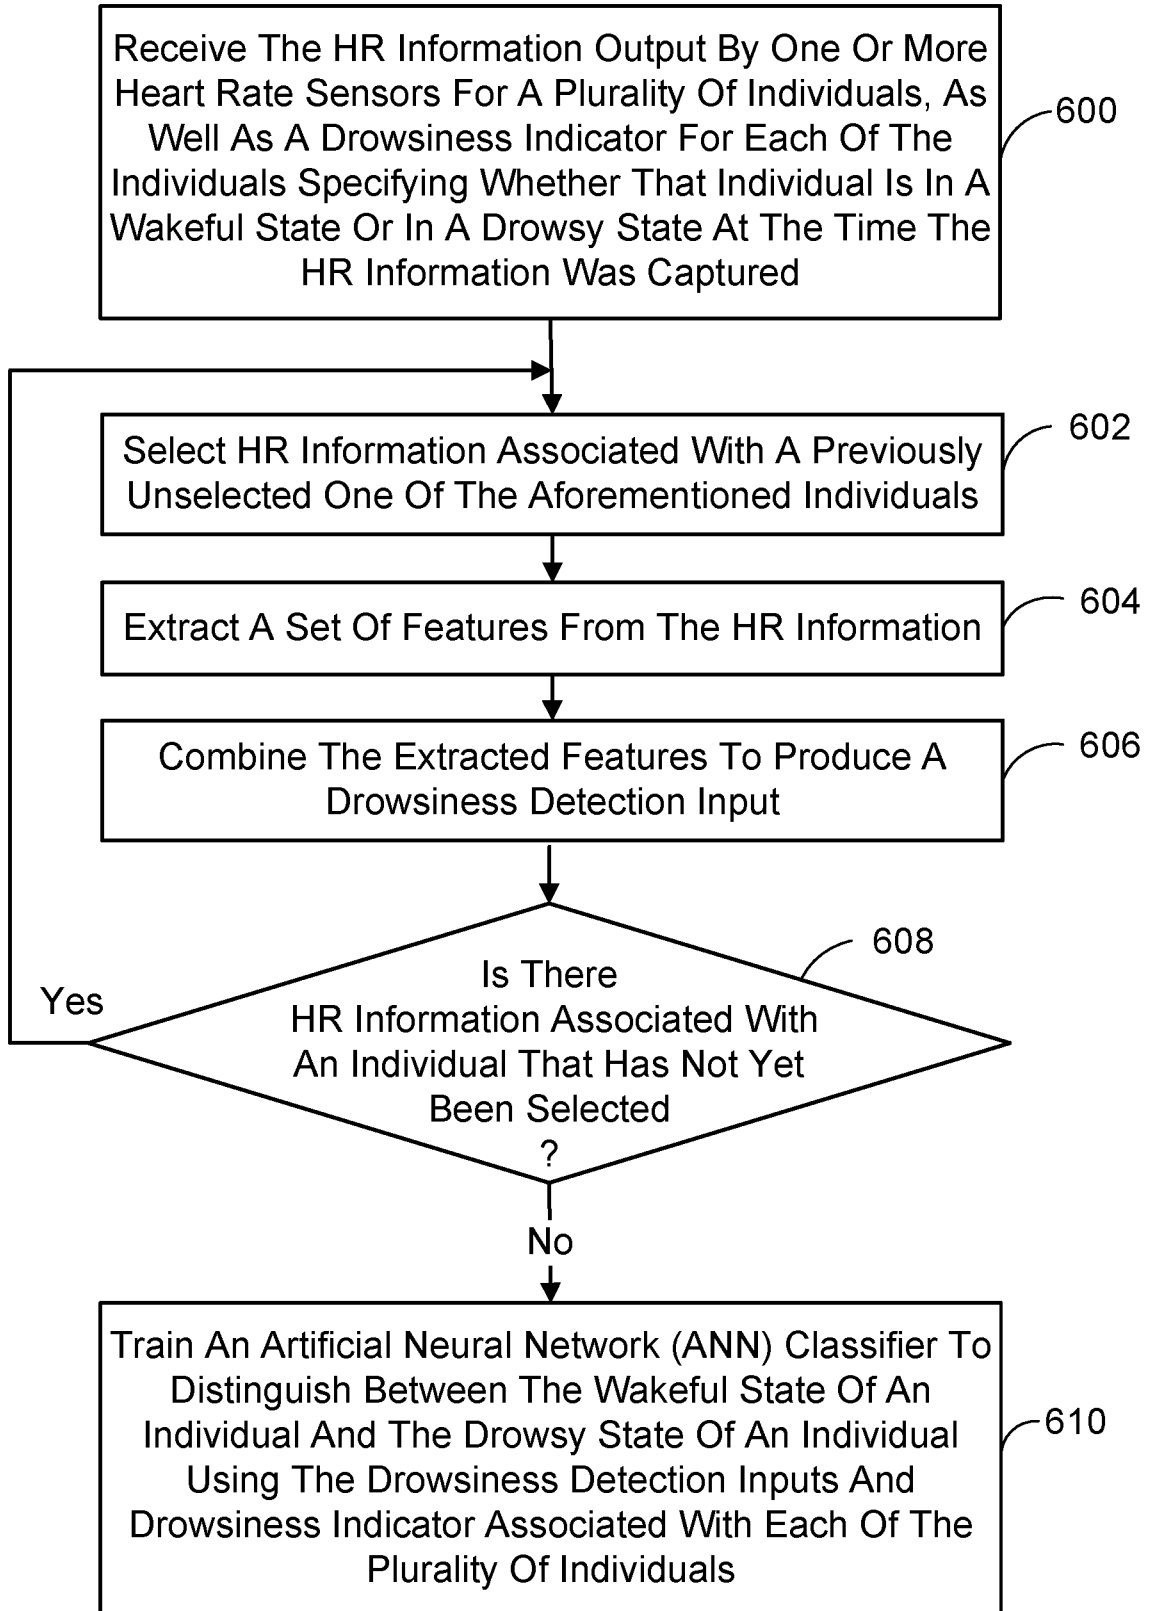 Receive The HR Information Output By One Or More
Heart Rate Sensors For A Plurality Of Individuals, As
Well As A Drowsiness Indicator For Each Of The
Individuals Specifying Whether That Individual Is In A
Wakeful State Or In A Drowsy State At The Time The
HR Information Was Captured
600
Select HR Information Associated With A Previously
Unselected One Of The Aforementioned Individuals
602
Extract A Set Of Features From The HR Information
604
Combine The Extracted Features To Produce A
Drowsiness Detection Input
606
Is There
HR Information Associated With
An Individual That Has Not Yet
Been Selected
?
608
Yes
No
Train An Artificial Neural Network (ANN) Classifier To
Distinguish Between The Wakeful State Of An
Individual And The Drowsy State Of An Individual
Using The Drowsiness Detection Inputs And
Drowsiness Indicator Associated With Each Of The
Plurality Of Individuals
610